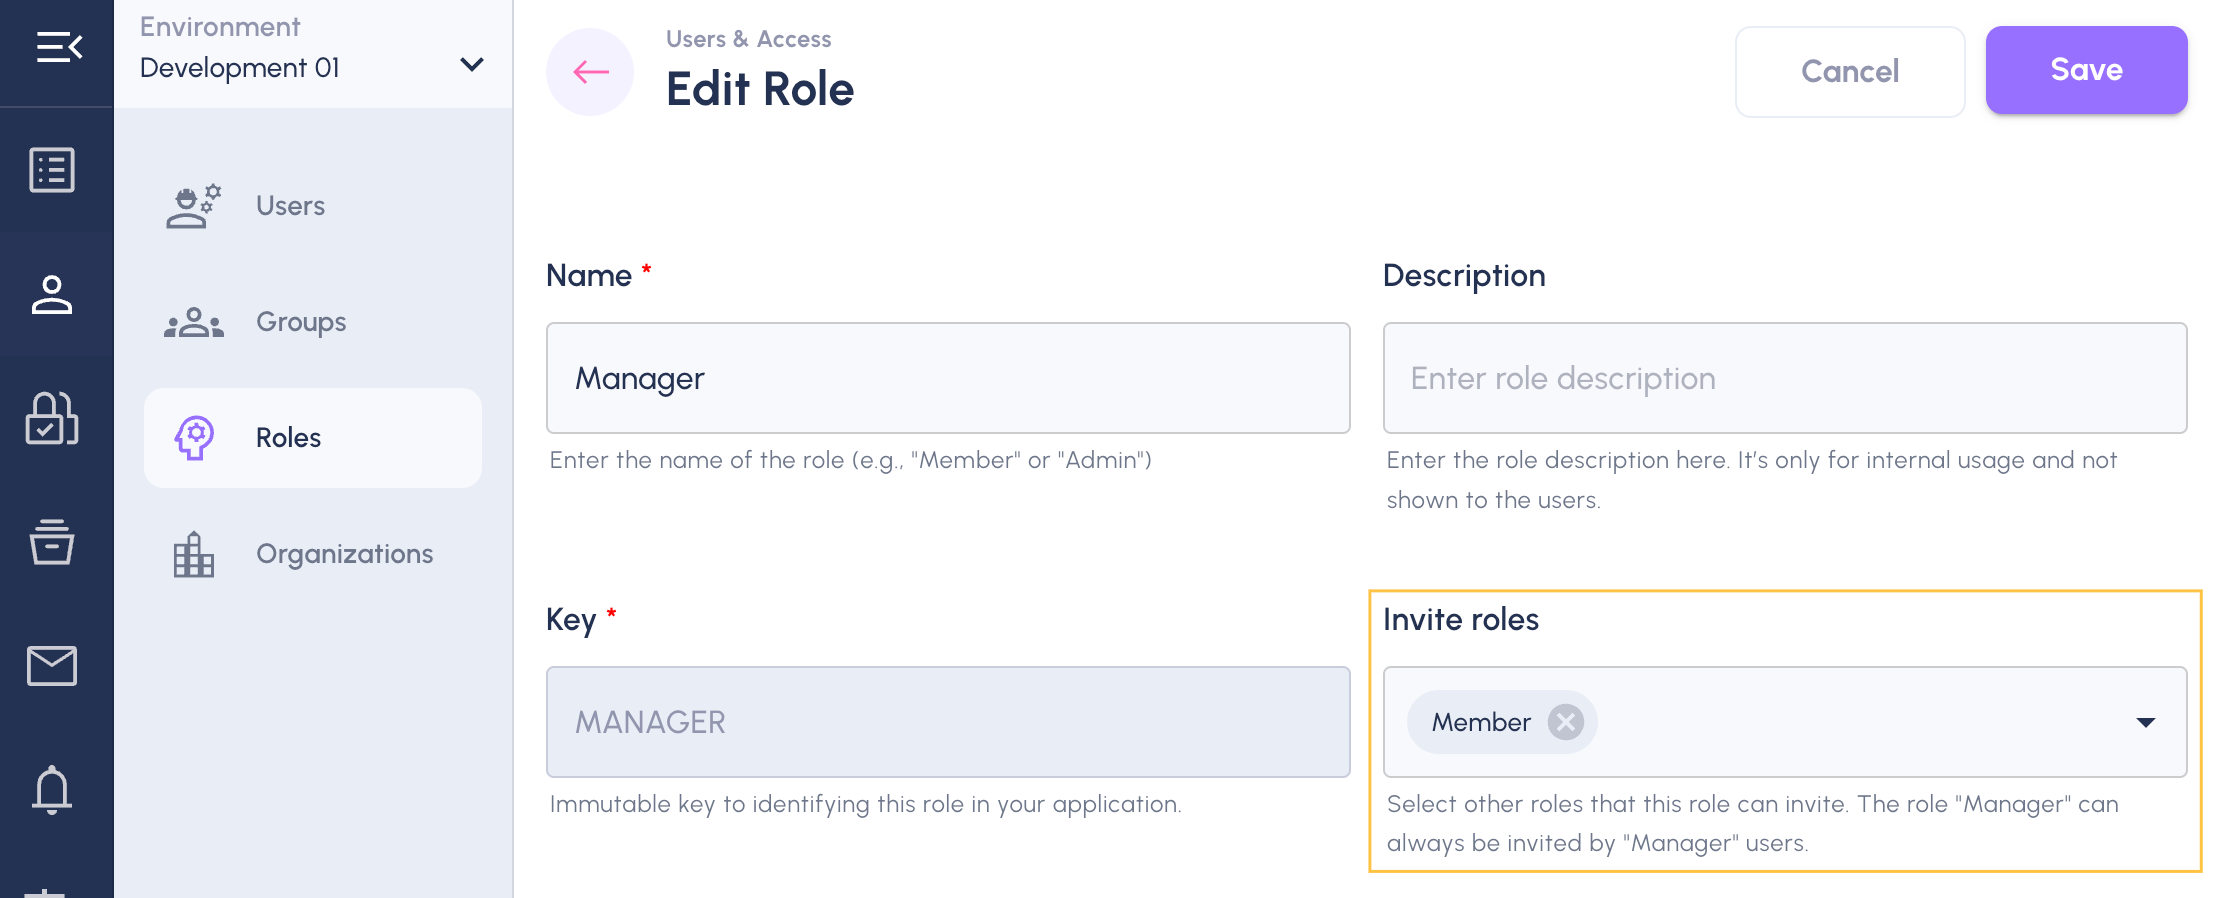 Environment
Development 01
Users
Groups
Roles
Organizations
Users & Access
Edit Role
Cancel
Save
Name *
Manager
Enter the name of the role (e.g., "Member" or "Admin")
Description
Enter role description
Enter the role description here. It’s only for internal usage and not
shown to the users.
Key *
MANAGER
Immutable key to identifying this role in your application.
Invite roles
Member
Select other roles that this role can invite. The role "Manager" can
always be invited by "Manager" users.